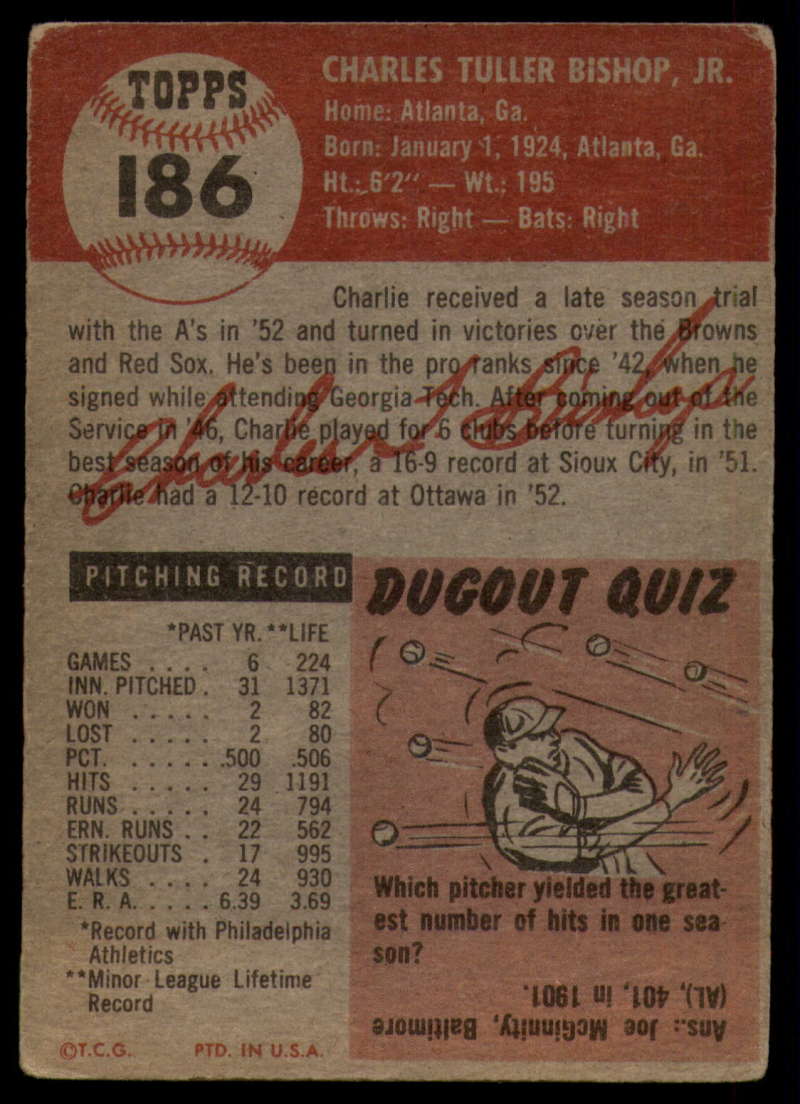 TOPPS
186
CHARLES TULLER BISHOP, JR.
Home: Atlanta, Ga.
Born: January 1, 1924, Atlanta, Ga.
Ht.: 6'2" — Wt.: 195
Throws: Right — Bats: Right
Charlie received a late season trial
with the A's in '52 and turned in victories over the Browns
and Red Sox. He's been in the pro ranks since '42, when he
signed while attending Georgia Tech. After coming out of the
Service in '46, Charlie played for 6 clubs before turning in the
best season of his career, a 16-9 record at Sioux City, in '51.
Charlie had a 12-10 record at Ottawa in '52.
Charles T Bishop
PITCHING RECORD
*PAST YR. **LIFE
GAMES . . . . 6 224
INN. PITCHED . 31 1371
WON . . . . . 2 82
LOST . . . . . 2 80
PCT. . . . . . .500 .506
HITS . . . . . 29 1191
RUNS . . . . . 24 794
ERN. RUNS . . 22 562
STRIKEOUTS . 17 995
WALKS . . . . 24 930
E. R. A. . . . . 6.39 3.69
*Record with Philadelphia
Athletics
**Minor League Lifetime
Record
DUGOUT QUIZ
Which pitcher yielded the great-
est number of hits in one sea-
son?
Ans.: Joe McGinnity, Baltimore
(AL), 401, in 1901.
©T.C.G. PTD. IN U.S.A.